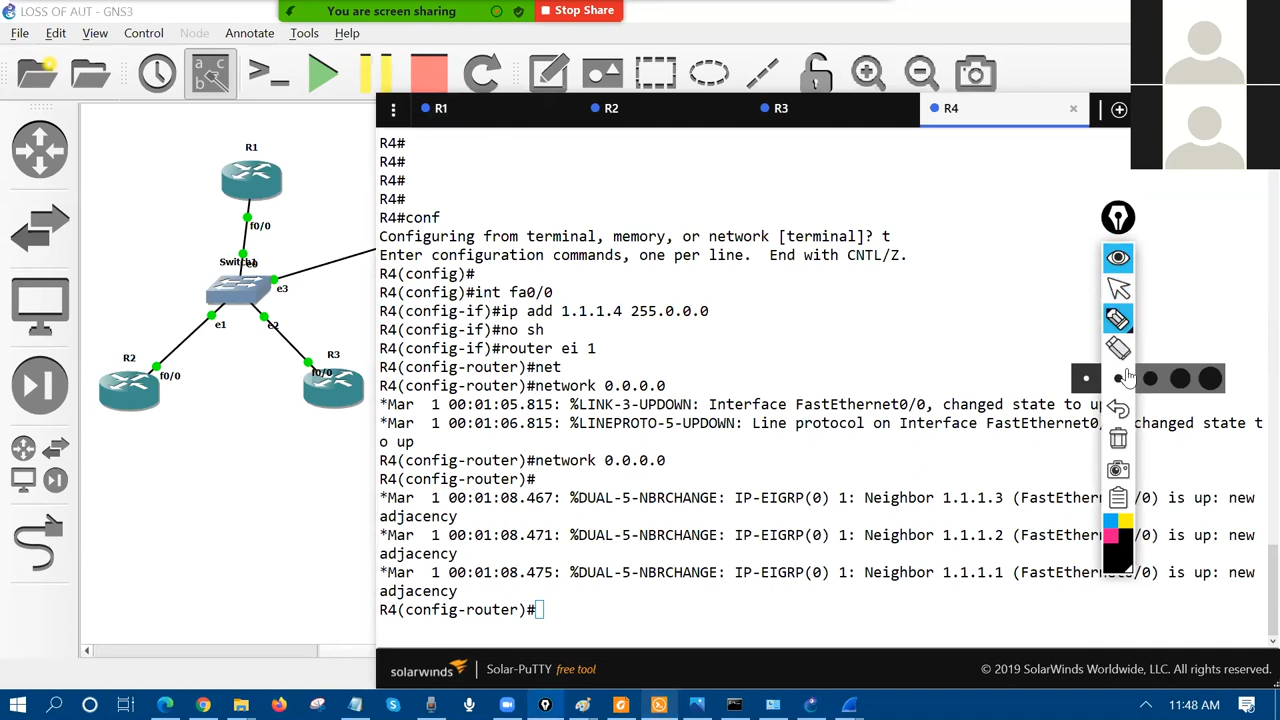 LOSS OF AUT - GNS3
You are screen sharing
Stop Share
File Edit View Control Node Annotate Tools Help
R1 R2 R3 R4
R1
f0/0
Switch1
e0
e3
e1
e2
R2
f0/0
R3
f0/0
R4#
R4#
R4#
R4#
R4#conf
Configuring from terminal, memory, or network [terminal]? t
Enter configuration commands, one per line. End with CNTL/Z.
R4(config)#
R4(config)#int fa0/0
R4(config-if)#ip add 1.1.1.4 255.0.0.0
R4(config-if)#no sh
R4(config-if)#router ei 1
R4(config-router)#net
R4(config-router)#network 0.0.0.0
*Mar 1 00:01:05.815: %LINK-3-UPDOWN: Interface FastEthernet0/0, changed state to up
*Mar 1 00:01:06.815: %LINEPROTO-5-UPDOWN: Line protocol on Interface FastEthernet0/ changed state t
o up
R4(config-router)#network 0.0.0.0
R4(config-router)#
*Mar 1 00:01:08.467: %DUAL-5-NBRCHANGE: IP-EIGRP(0) 1: Neighbor 1.1.1.3 (FastEthernet0/0) is up: new
adjacency
*Mar 1 00:01:08.471: %DUAL-5-NBRCHANGE: IP-EIGRP(0) 1: Neighbor 1.1.1.2 (FastEthernet0/0) is up: new
adjacency
*Mar 1 00:01:08.475: %DUAL-5-NBRCHANGE: IP-EIGRP(0) 1: Neighbor 1.1.1.1 (FastEthernet0/0) is up: new
adjacency
R4(config-router)#
solarwinds Solar-PuTTY free tool © 2019 SolarWinds Worldwide, LLC. All rights reserved.
11:48 AM